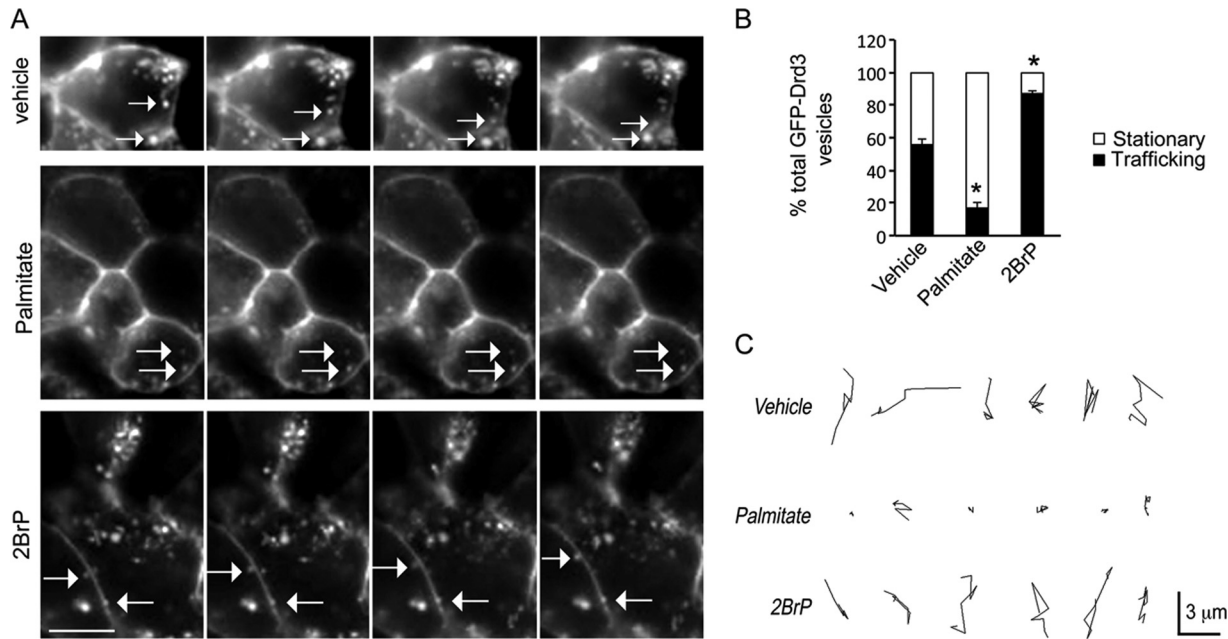 A
vehicle
Palmitate
2BrP
B
% total GFP-Drd3
vesicles
120
100
80
60
40
20
0
*
*
Vehicle
Palmitate
2BrP
Stationary
Trafficking
C
Vehicle
Palmitate
2BrP
3 μm